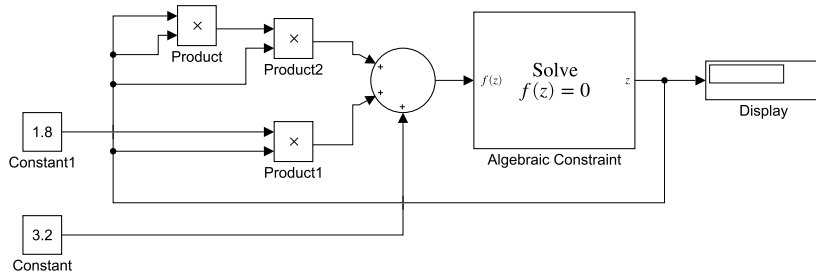 ×
Product
×
Product2
+
+
+
f(z)
Solve
f(z) = 0
z
Algebraic Constraint
Display
1.8
Constant1
×
Product1
3.2
Constant